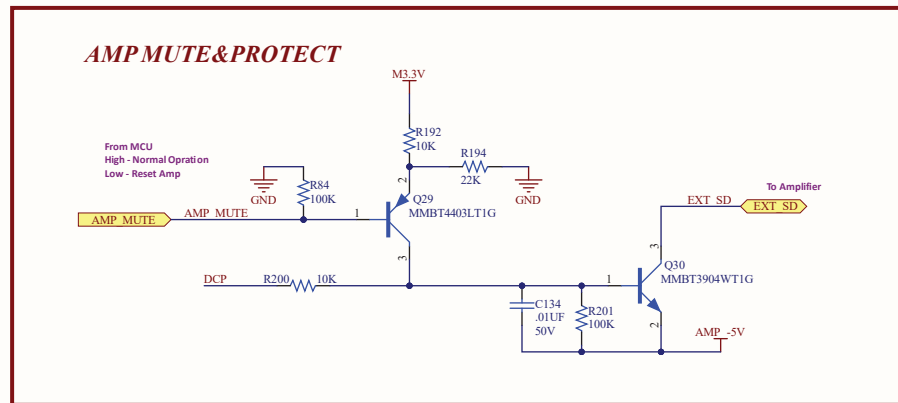 AMP MUTE&PROTECT
M3.3V
R192
10K
From MCU
High - Normal Opration
Low - Reset Amp
R194
22K
R84
100K
GND
GND
2
Q29
MMBT4403LT1G
To Amplifier
AMP_MUTE
AMP_MUTE
1
EXT_SD
EXT_SD
3
3
Q30
MMBT3904WT1G
DCP
R200
10K
1
C134
.01UF
50V
R201
100K
2
AMP_-5V